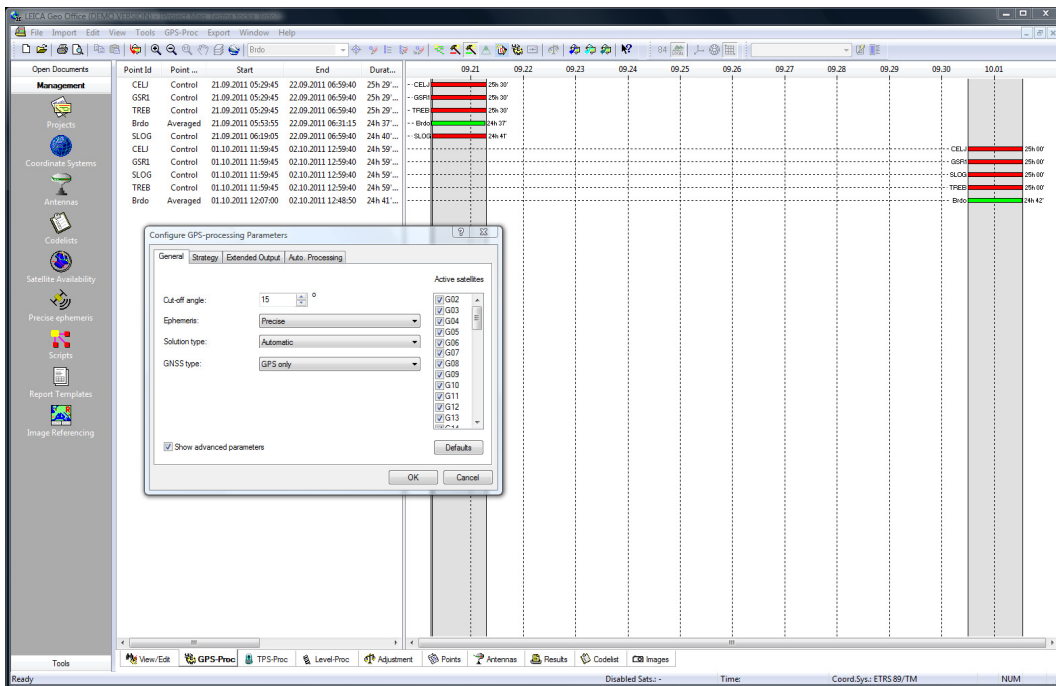 LEICA Geo Office (DEMO VERSION) -
File Import Edit View Tools GPS-Proc Export Window Help
Brdo
84
Open Documents
Management
Projects
Coordinate Systems
Antennas
Codelists
Satellite Availability
Precise ephemeris
Scripts
Report Templates
Image Referencing
Tools
Point Id Point ... Start End Durat...
CELJ Control 21.09.2011 05:29:45 22.09.2011 06:59:40 25h 29'...
GSR1 Control 21.09.2011 05:29:45 22.09.2011 06:59:40 25h 29'...
TREB Control 21.09.2011 05:29:45 22.09.2011 06:59:40 25h 29'...
Brdo Averaged 21.09.2011 05:53:55 22.09.2011 06:31:15 24h 37'...
SLOG Control 21.09.2011 06:19:05 22.09.2011 06:59:40 24h 40'...
CELJ Control 01.10.2011 11:59:45 02.10.2011 12:59:40 24h 59'...
GSR1 Control 01.10.2011 11:59:45 02.10.2011 12:59:40 24h 59'...
SLOG Control 01.10.2011 11:59:45 02.10.2011 12:59:40 24h 59'...
TREB Control 01.10.2011 11:59:45 02.10.2011 12:59:40 24h 59'...
Brdo Averaged 01.10.2011 12:07:00 02.10.2011 12:48:50 24h 41'...
09.21 09.22 09.23 09.24 09.25 09.26 09.27 09.28 09.29 09.30 10.01
CELJ 25h 30'
GSR1 25h 30'
TREB 25h 30'
Brdo 24h 37'
SLOG 24h 41'
CELJ 25h 00'
GSR1 25h 00'
SLOG 25h 00'
TREB 25h 00'
Brdo 24h 42'
Configure GPS-processing Parameters
General Strategy Extended Output Auto. Processing
Active satellites
Cut-off angle: 15 °
Ephemeris: Precise
Solution type: Automatic
GNSS type: GPS only
G02
G03
G04
G05
G06
G07
G08
G09
G10
G11
G12
G13
G14
Show advanced parameters
Defaults
OK Cancel
View/Edit GPS-Proc TPS-Proc Level-Proc Adjustment Points Antennas Results Codelist Images
Ready Disabled Sats.: - Time: Coord.Sys.: ETRS 89/TM NUM